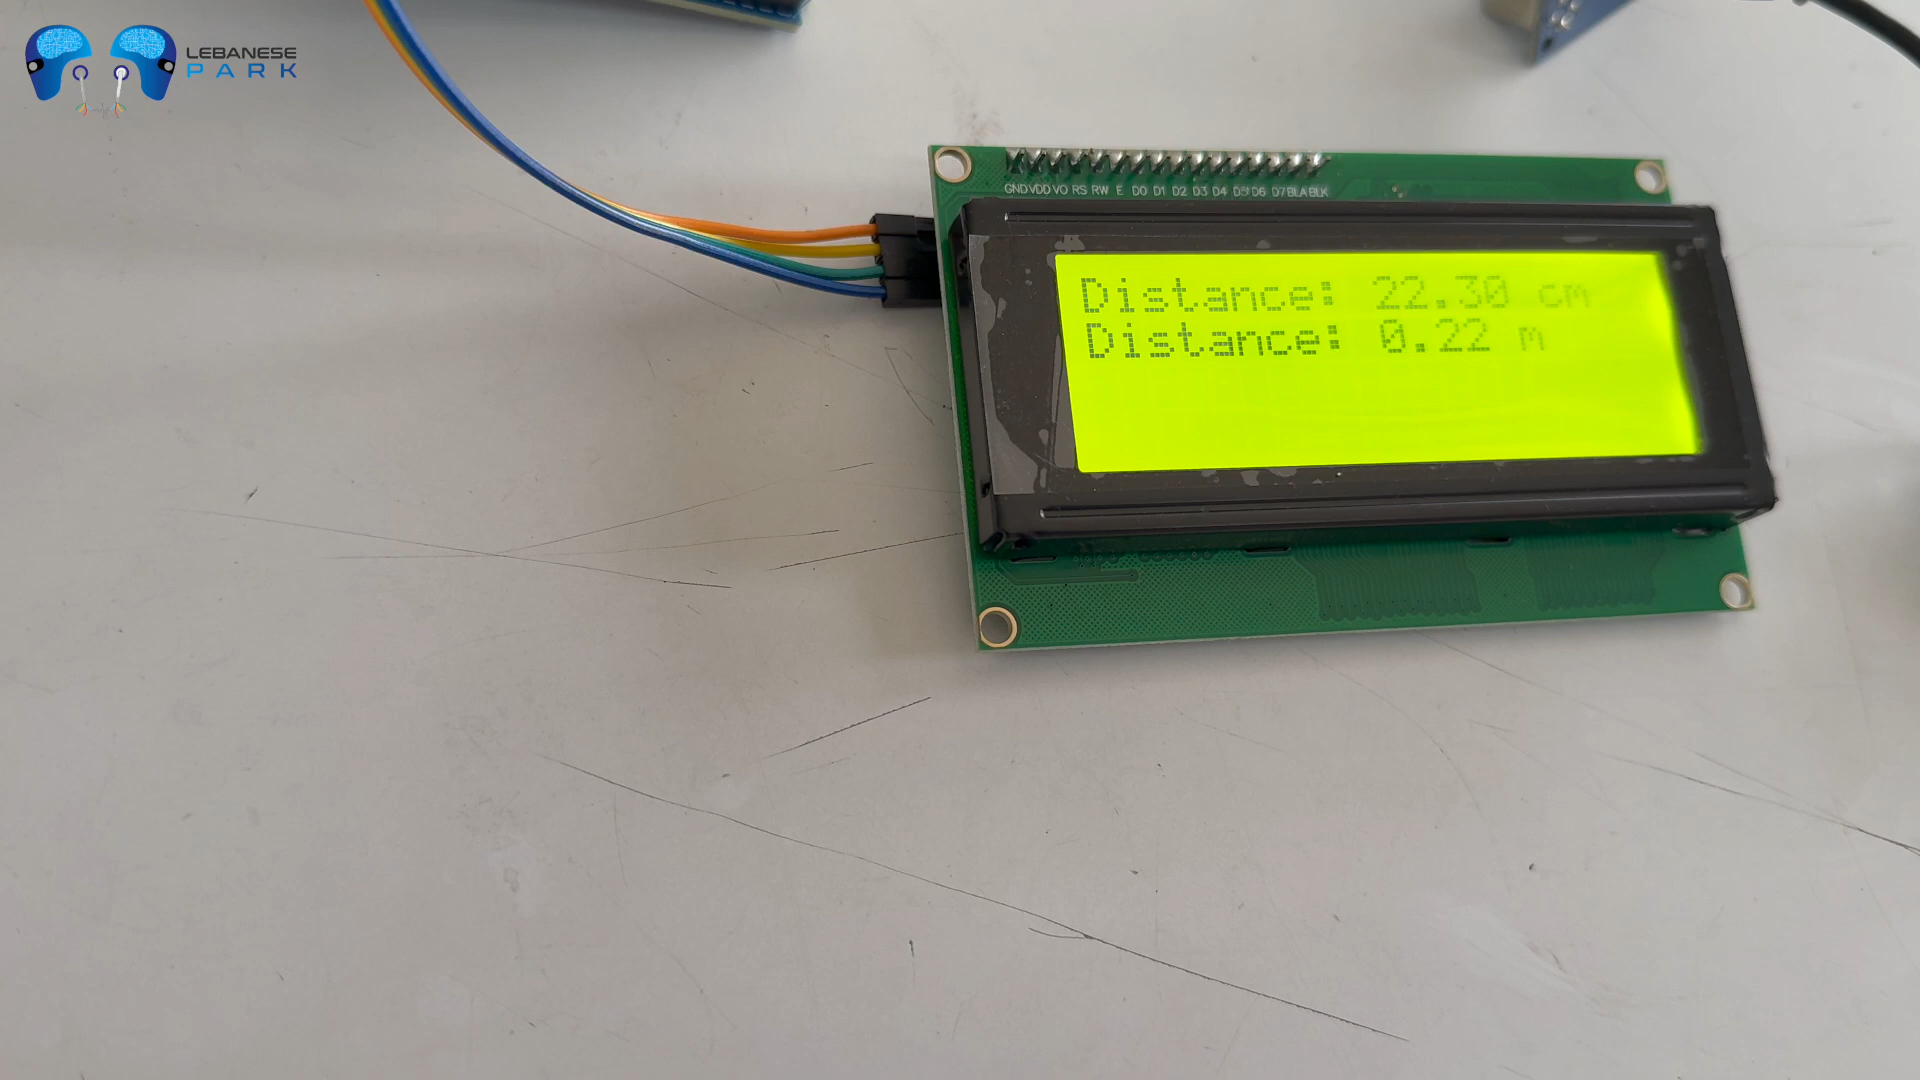 LEBANESE
PARK
GND VDD VO RS RW E D0 D1 D2 D3 D4 D5 D6 D7 BLA BLK
Distance: 22.30 cm
Distance: 0.22 m